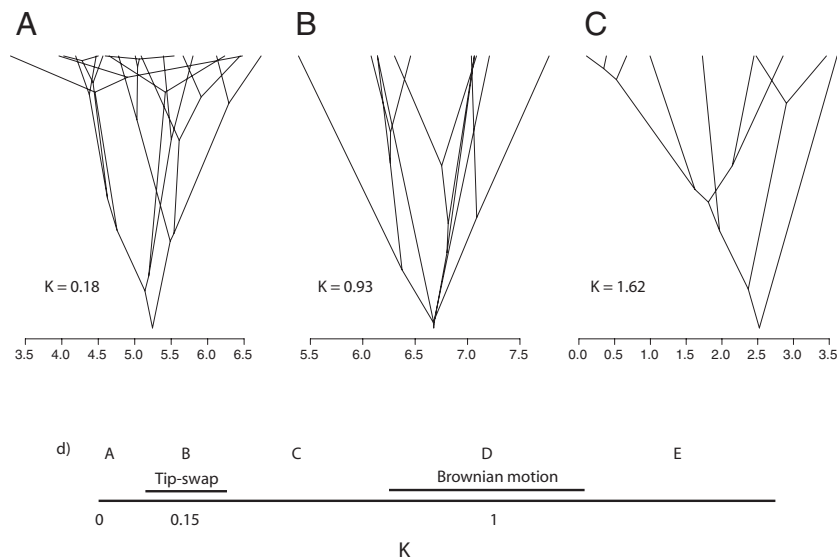 A B C
K = 0.18 K = 0.93 K = 1.62
3.5 4.0 4.5 5.0 5.5 6.0 6.5 5.5 6.0 6.5 7.0 7.5 0.0 0.5 1.0 1.5 2.0 2.5 3.0 3.5
d) A B C D E
Tip-swap Brownian motion
0 0.15 1
K